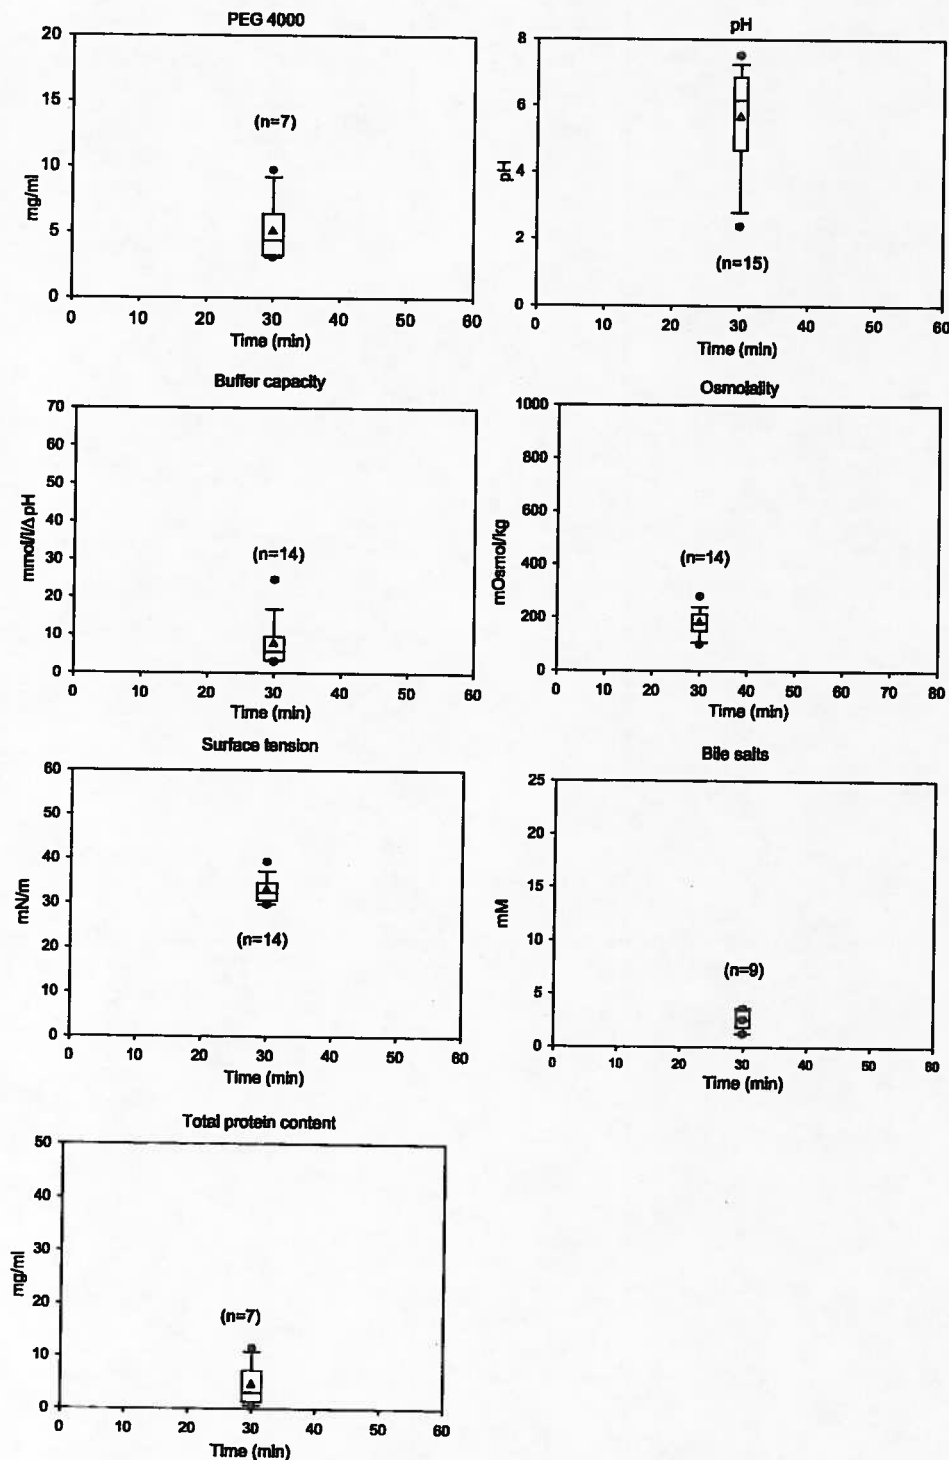 PEG 4000
20
15
10
5
0
mg/ml
(n=7)
0 10 20 30 40 50 60
Time (min)
pH
8
6
4
2
0
pH
(n=15)
0 10 20 30 40 50 60
Time (min)
Buffer capacity
70
60
50
40
30
20
10
0
mmol/l/ΔpH
(n=14)
0 10 20 30 40 50 60
Time (min)
Osmolality
1000
800
600
400
200
0
mOsmol/kg
(n=14)
0 10 20 30 40 50 60 70 80
Time (min)
Surface tension
60
50
40
30
20
10
0
mN/m
(n=14)
0 10 20 30 40 50 60
Time (min)
Bile salts
25
20
15
10
5
0
mM
(n=9)
0 10 20 30 40 50 60
Time (min)
Total protein content
50
40
30
20
10
0
mg/ml
(n=7)
0 10 20 30 40 50 60
Time (min)